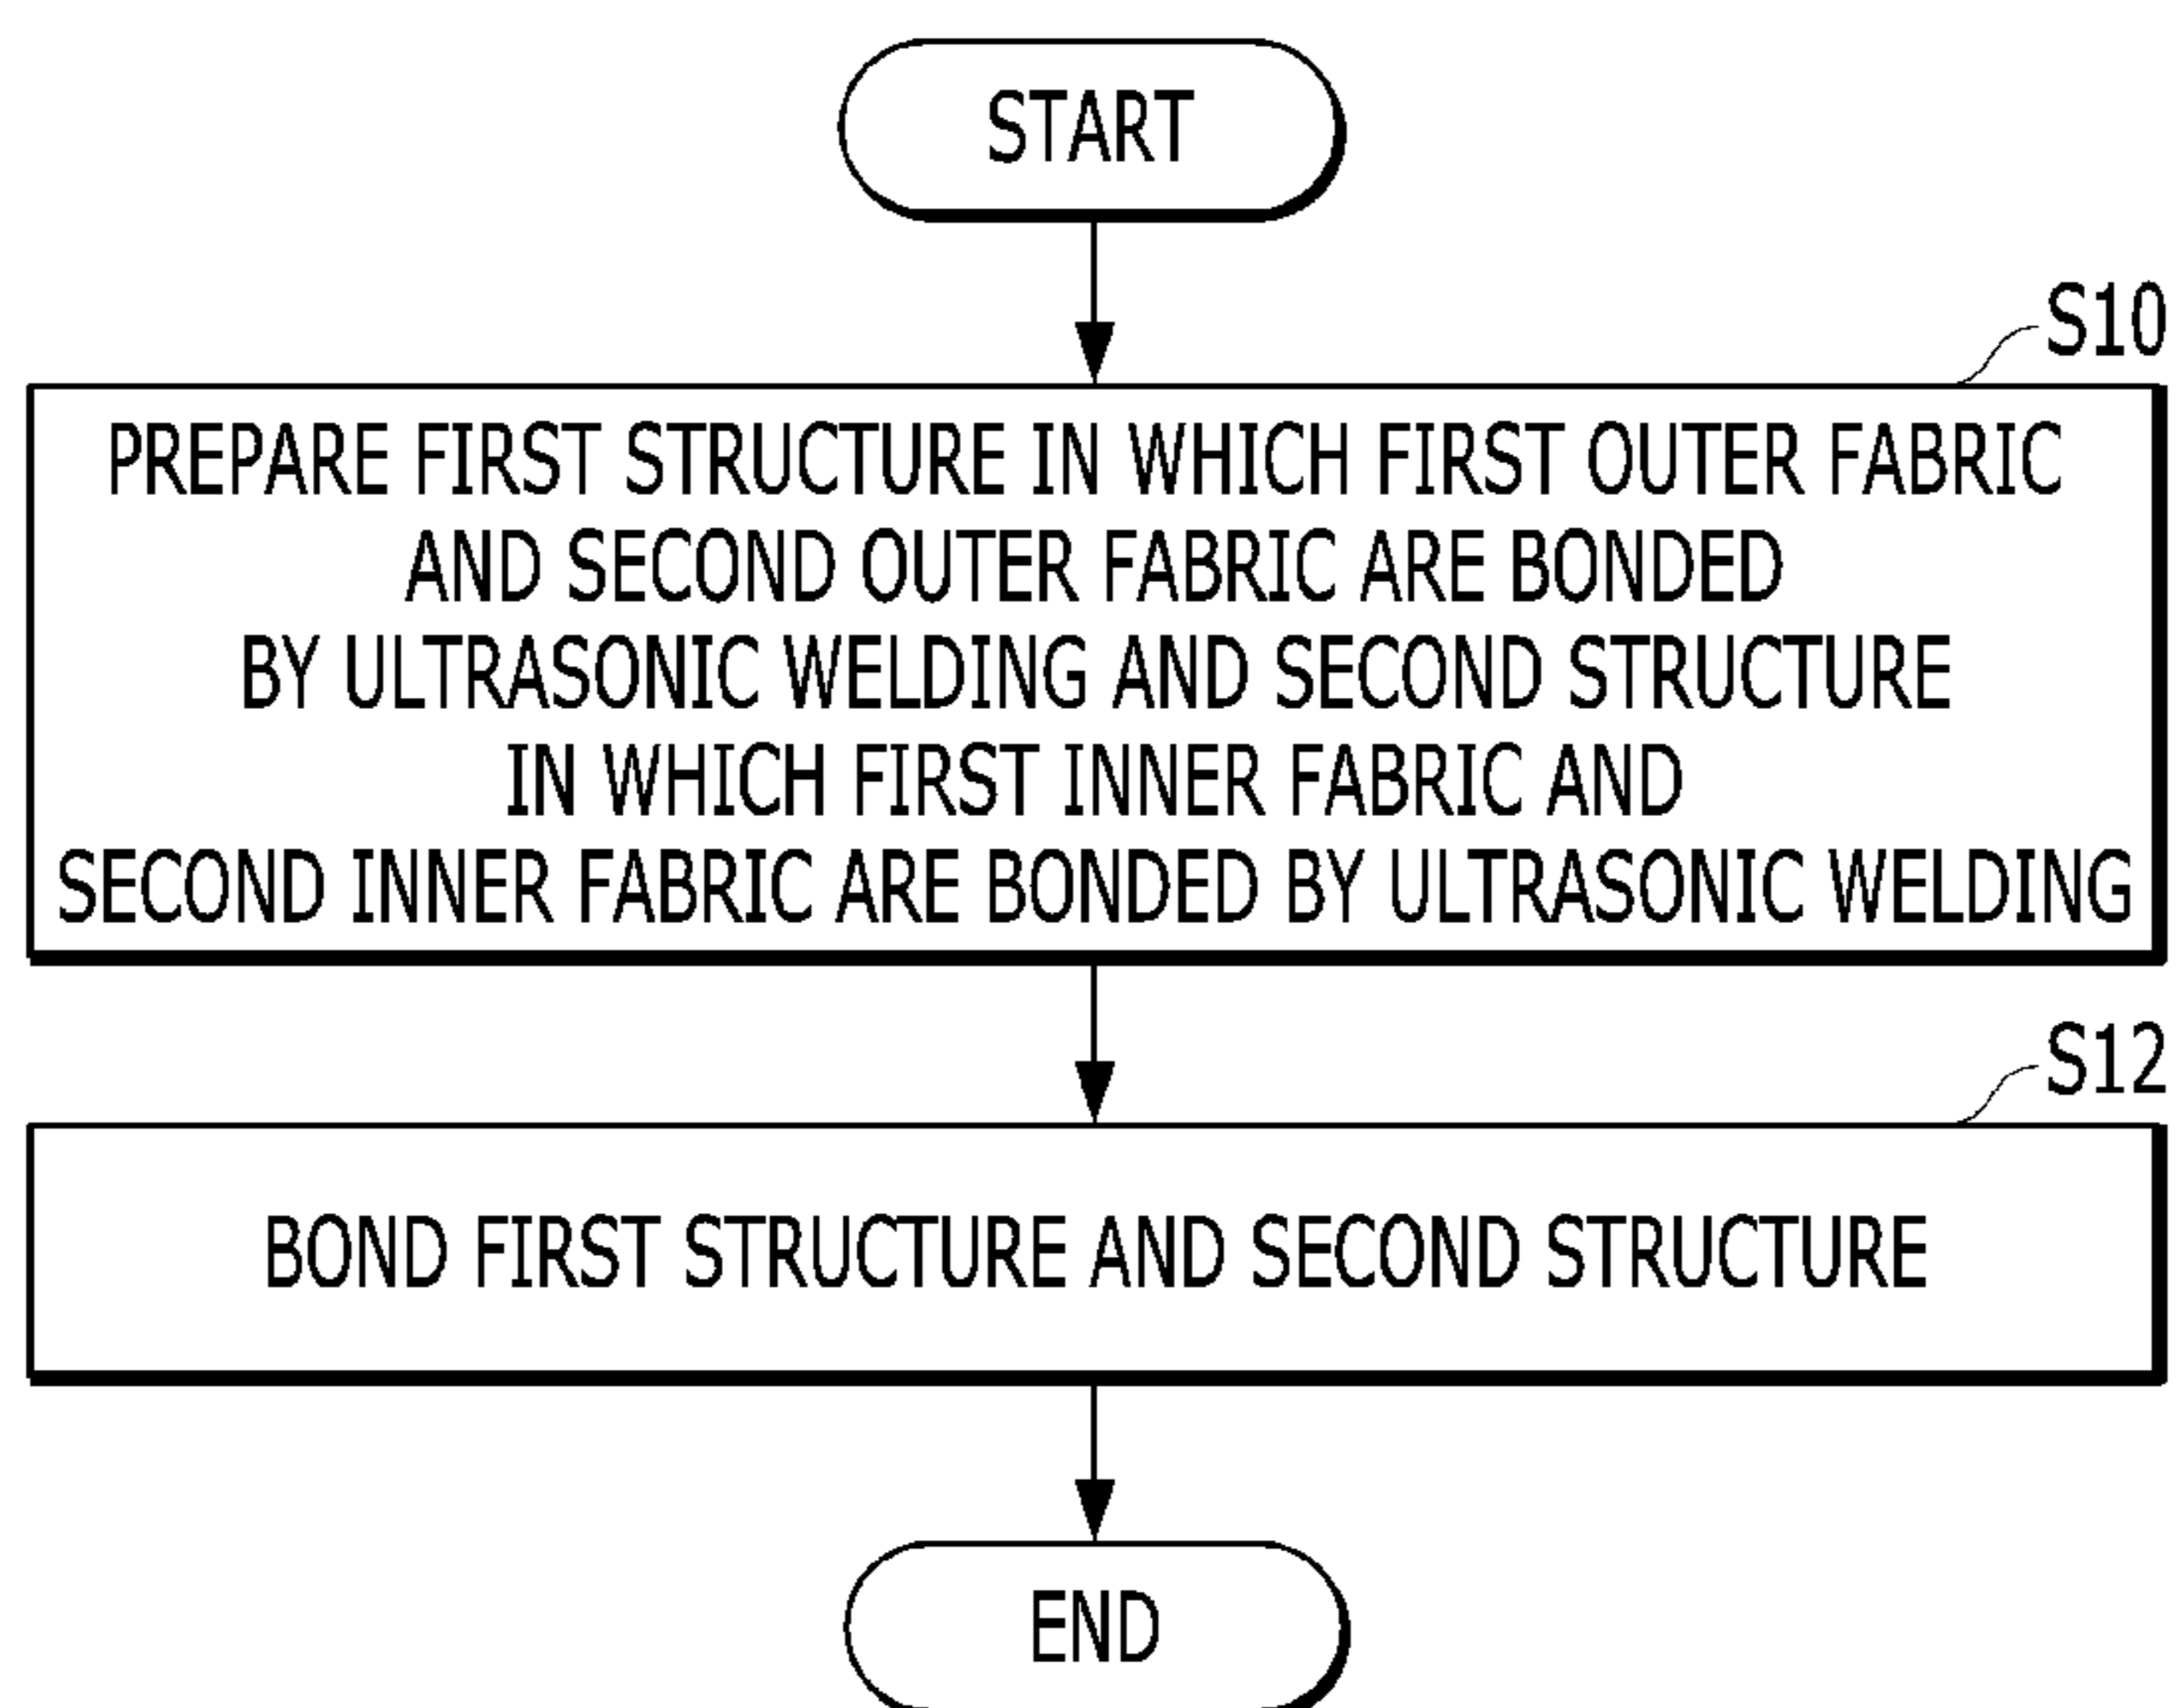 START
S10
PREPARE FIRST STRUCTURE IN WHICH FIRST OUTER FABRIC
AND SECOND OUTER FABRIC ARE BONDED
BY ULTRASONIC WELDING AND SECOND STRUCTURE
IN WHICH FIRST INNER FABRIC AND
SECOND INNER FABRIC ARE BONDED BY ULTRASONIC WELDING
S12
BOND FIRST STRUCTURE AND SECOND STRUCTURE
END